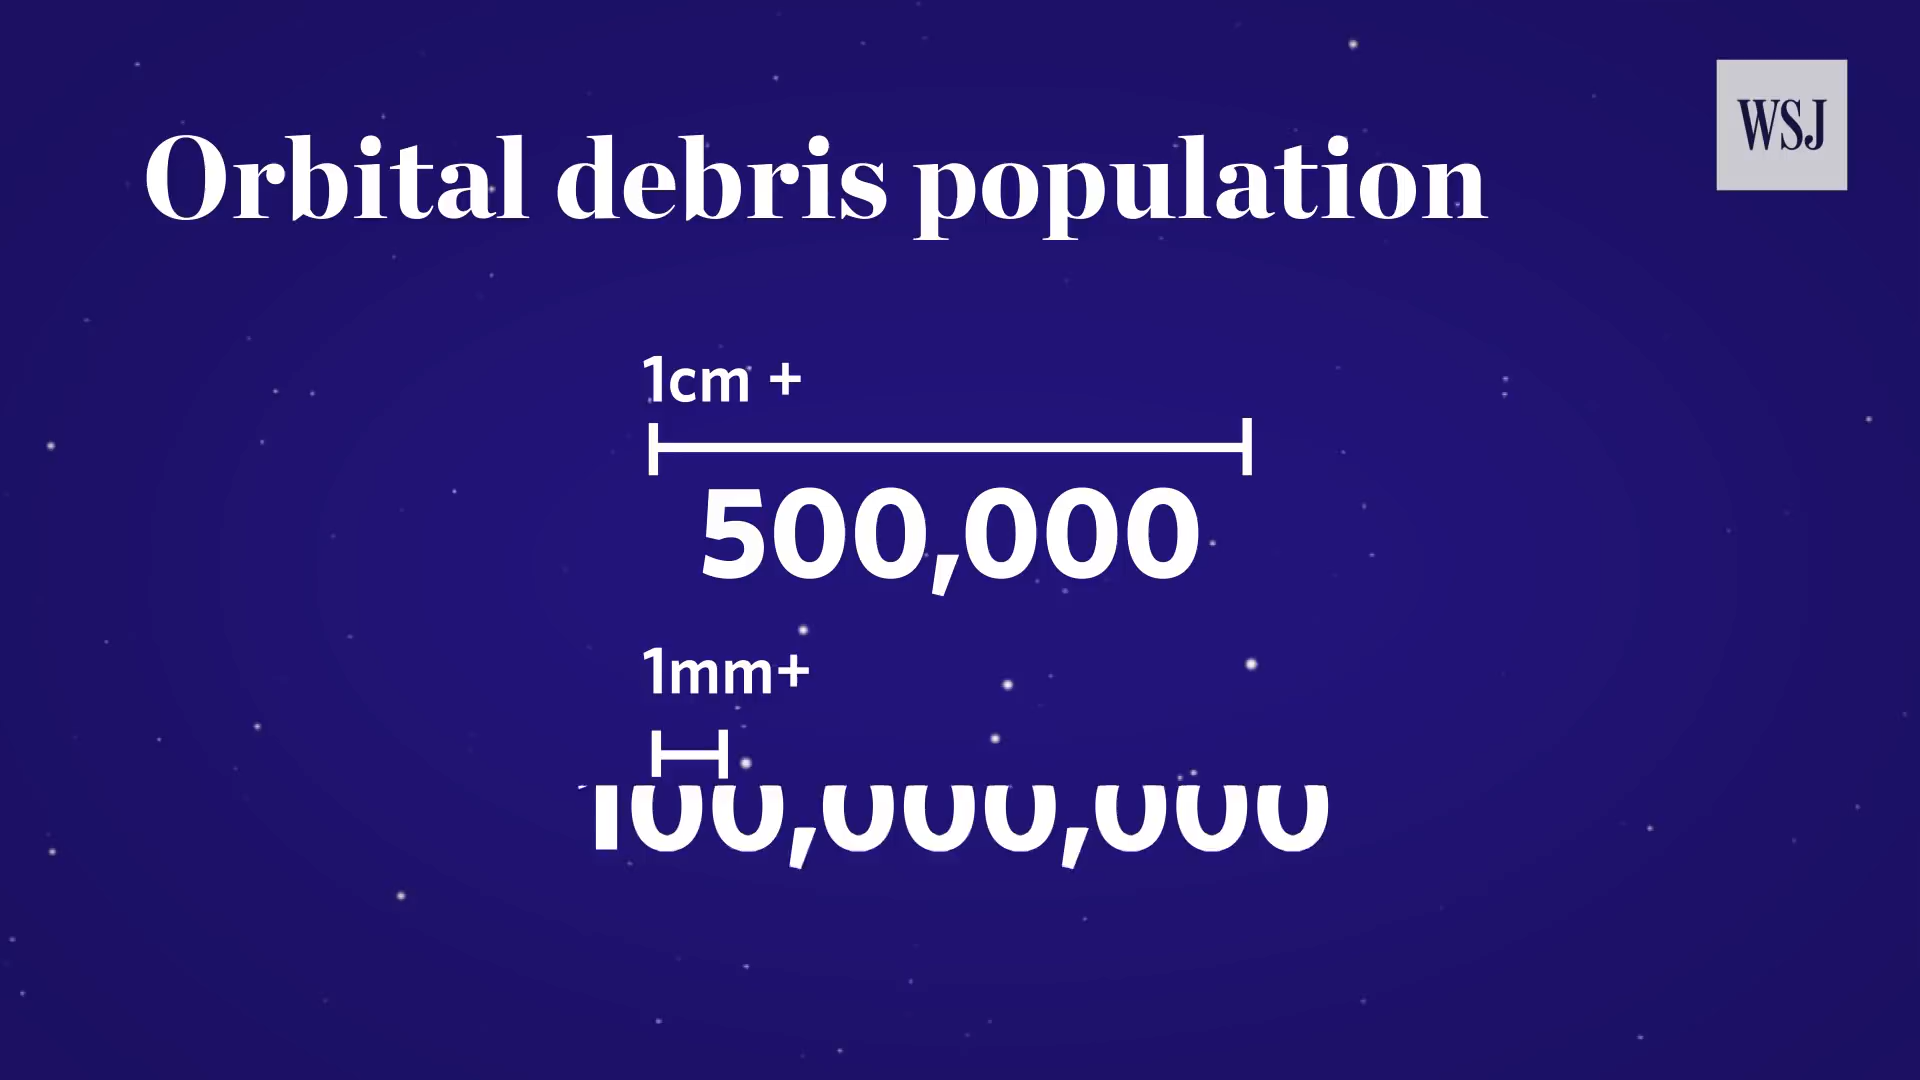 Orbital debris population
WSJ
1cm +
500,000
1mm+
100,000,000